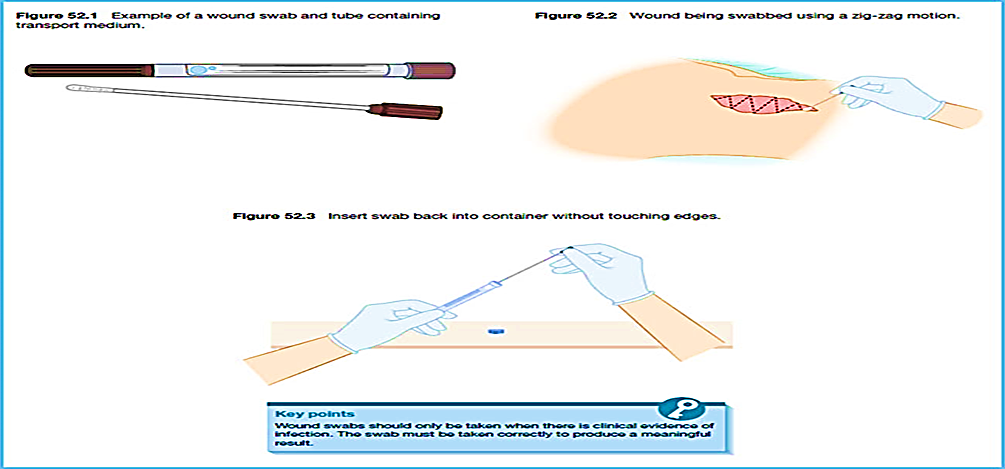 Figure 52.1 Example of a wound swab and tube containing
transport medium.
Figure 52.2 Wound being swabbed using a zig-zag motion.
Figure 52.3 Insert swab back into container without touching edges.
Key points
Wound swabs should only be taken when there is clinical evidence of
infection. The swab must be taken correctly to produce a meaningful
result.